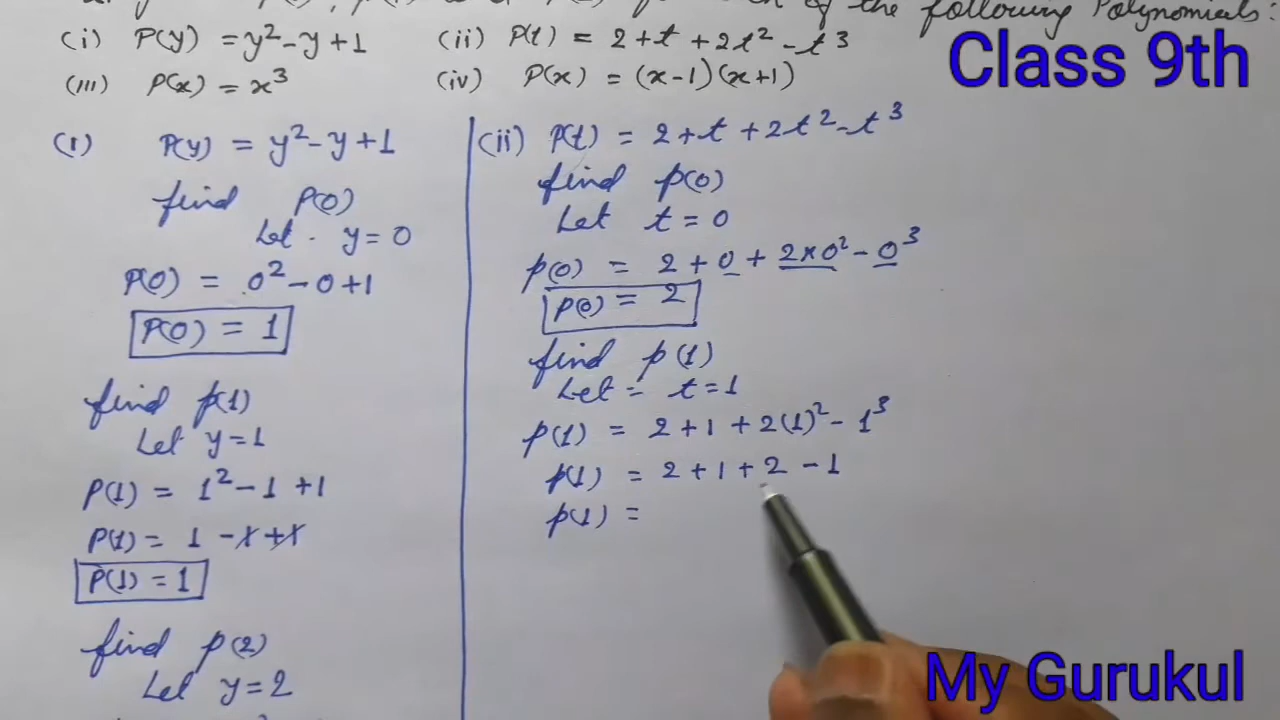 of the following Polynomials:
(i) P(y) = y² - y + 1 (ii) P(t) = 2 + t + 2t² - t³
(iii) P(x) = x³ (iv) P(x) = (x-1)(x+1)
Class 9th
(i) P(y) = y² - y + 1
find P(0)
Let y = 0
P(0) = 0² - 0 + 1
P(0) = 1
find p(1)
Let y = 1
P(1) = 1² - 1 + 1
P(1) = 1 - 1 + 1
P(1) = 1
find p(2)
Let y = 2
(ii) P(t) = 2 + t + 2t² - t³
find p(0)
Let t = 0
p(0) = 2 + 0 + 2×0² - 0³
P(0) = 2
find p(1)
Let = t = 1
p(1) = 2 + 1 + 2(1)² - 1³
p(1) = 2 + 1 + 2 - 1
p(1) =
My Gurukul